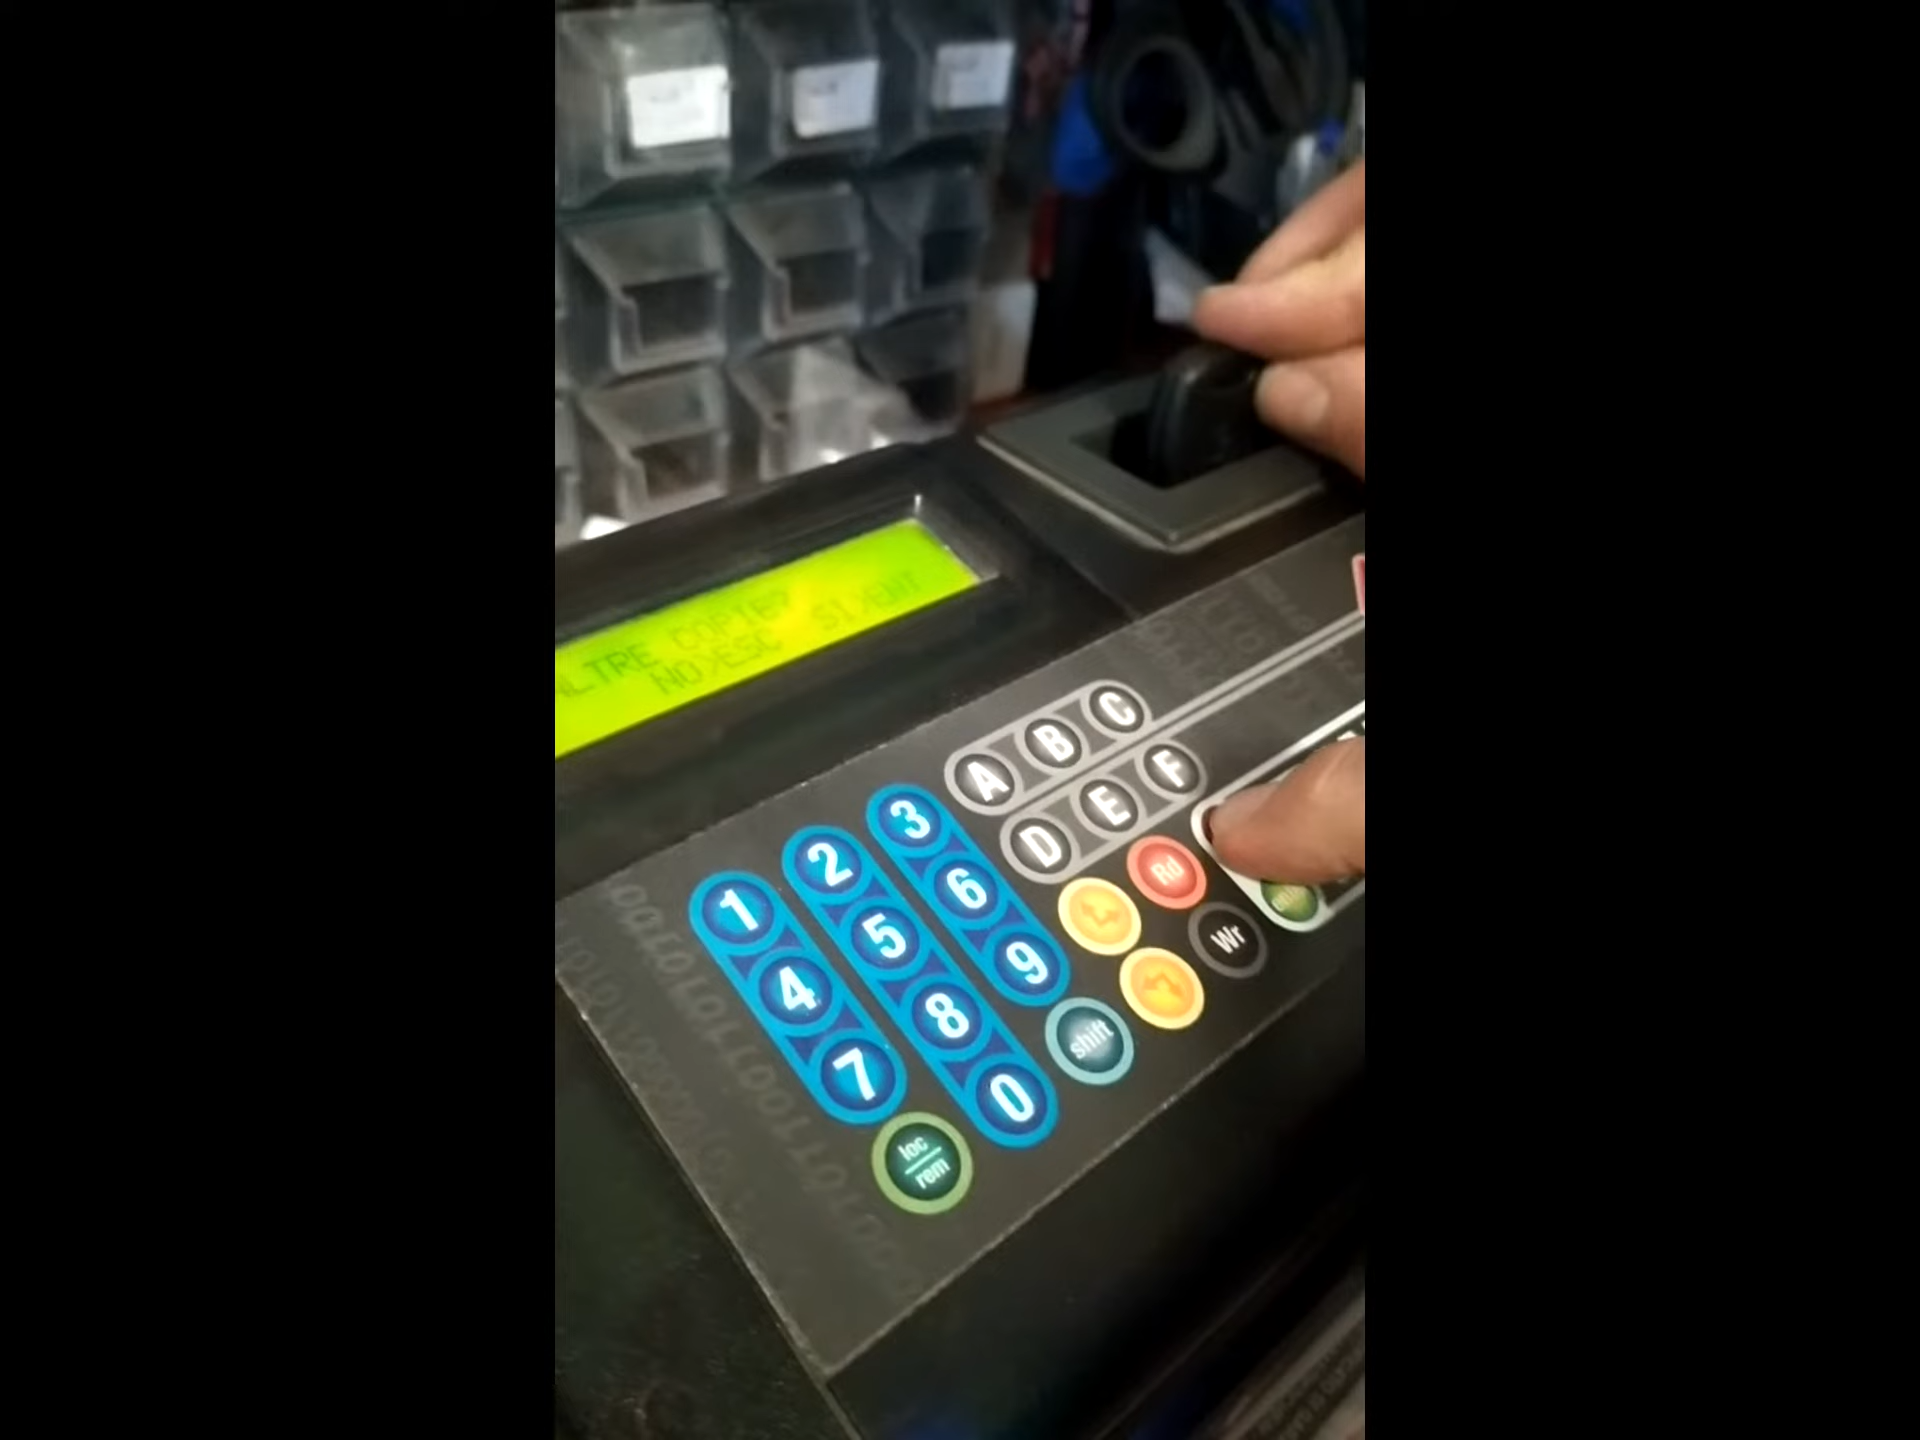 ALTRE COPIE?
NO>ESC SI>ENT
A B C
D E F
1 2 3
4 5 6
7 8 9
0
Rd
Wr
shift
loc
rem